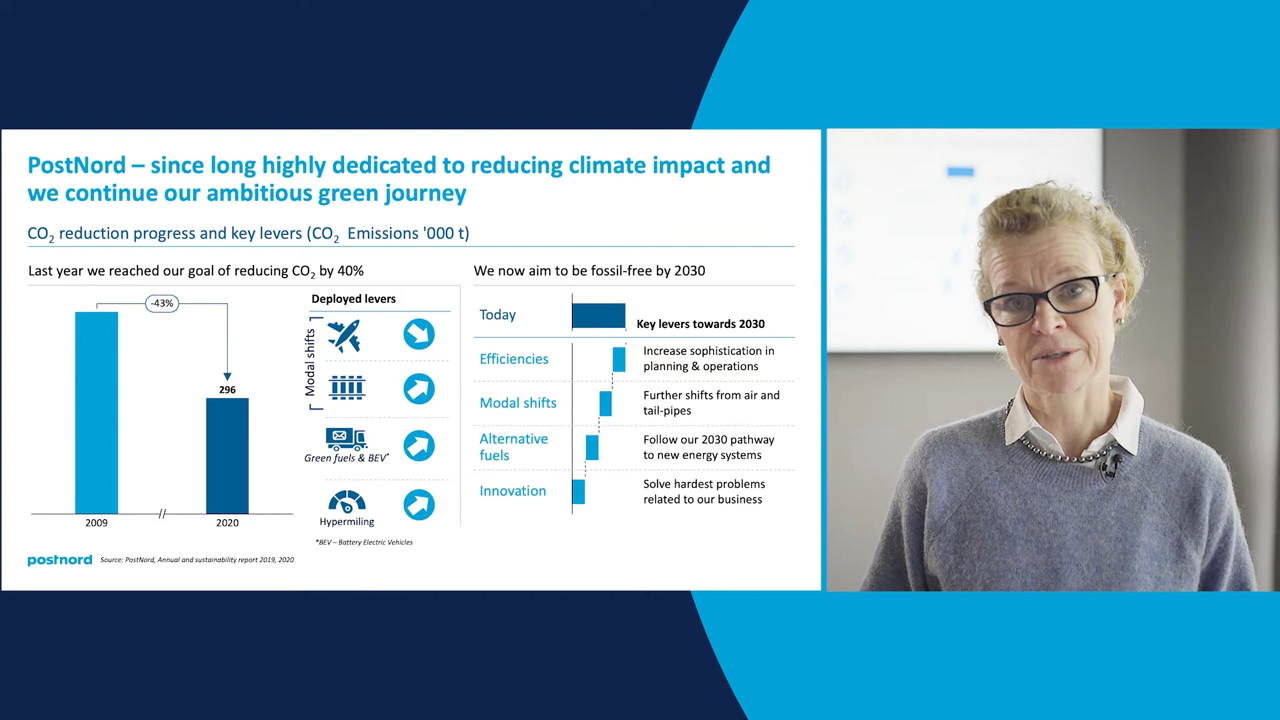 PostNord – since long highly dedicated to reducing climate impact and
we continue our ambitious green journey
CO₂ reduction progress and key levers (CO₂ Emissions '000 t)
Last year we reached our goal of reducing CO₂ by 40%
-43%
296
2009
2020
Deployed levers
Modal shifts
Green fuels & BEV*
Hypermiling
*BEV – Battery Electric Vehicles
We now aim to be fossil-free by 2030
Today
Key levers towards 2030
Efficiencies
Increase sophistication in
planning & operations
Modal shifts
Further shifts from air and
tail-pipes
Alternative
fuels
Follow our 2030 pathway
to new energy systems
Innovation
Solve hardest problems
related to our business
postnord
Source: PostNord, Annual and sustainability report 2019, 2020